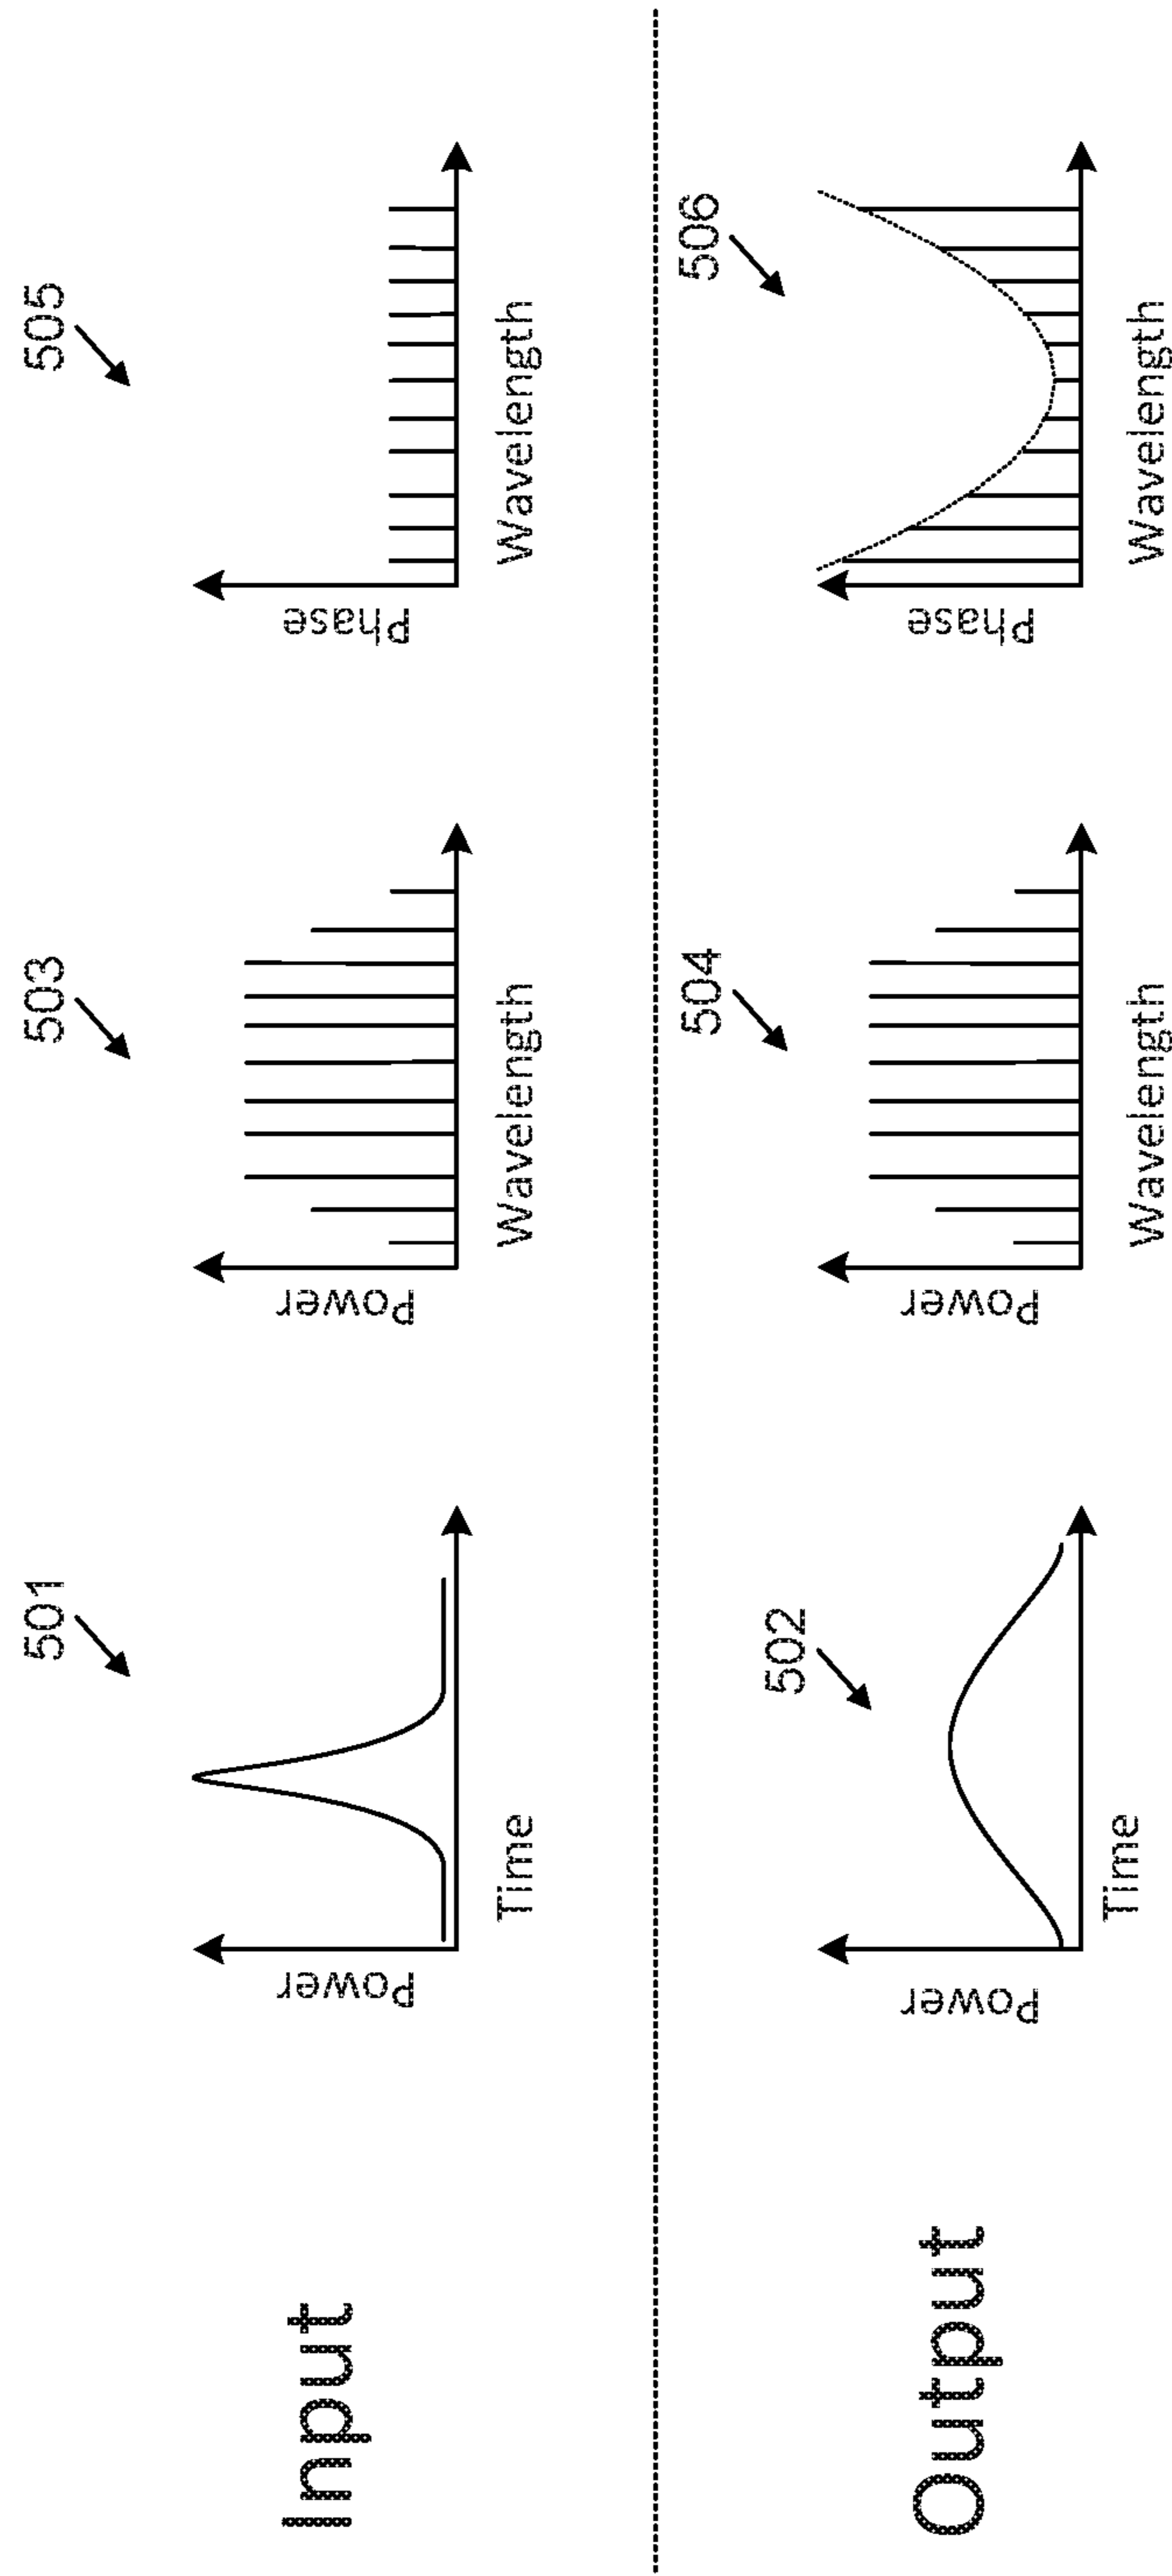 Input
501
Power
Time
503
Power
Wavelength
505
Phase
Wavelength
Output
502
Power
Time
504
Power
Wavelength
506
Phase
Wavelength